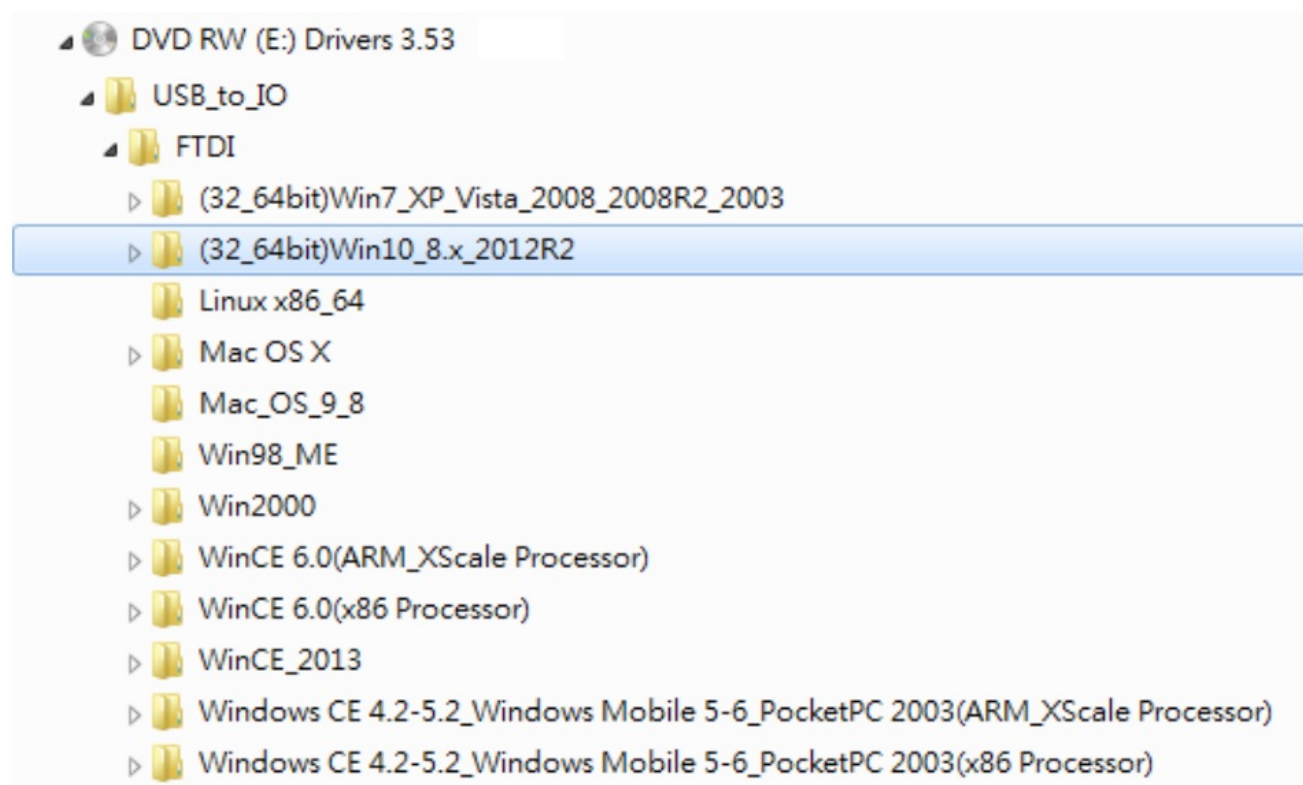 DVD RW (E:) Drivers 3.53
USB_to_IO
FTDI
(32_64bit)Win7_XP_Vista_2008_2008R2_2003
(32_64bit)Win10_8.x_2012R2
Linux x86_64
Mac OS X
Mac_OS_9_8
Win98_ME
Win2000
WinCE 6.0(ARM_XScale Processor)
WinCE 6.0(x86 Processor)
WinCE_2013
Windows CE 4.2-5.2_Windows Mobile 5-6_PocketPC 2003(ARM_XScale Processor)
Windows CE 4.2-5.2_Windows Mobile 5-6_PocketPC 2003(x86 Processor)